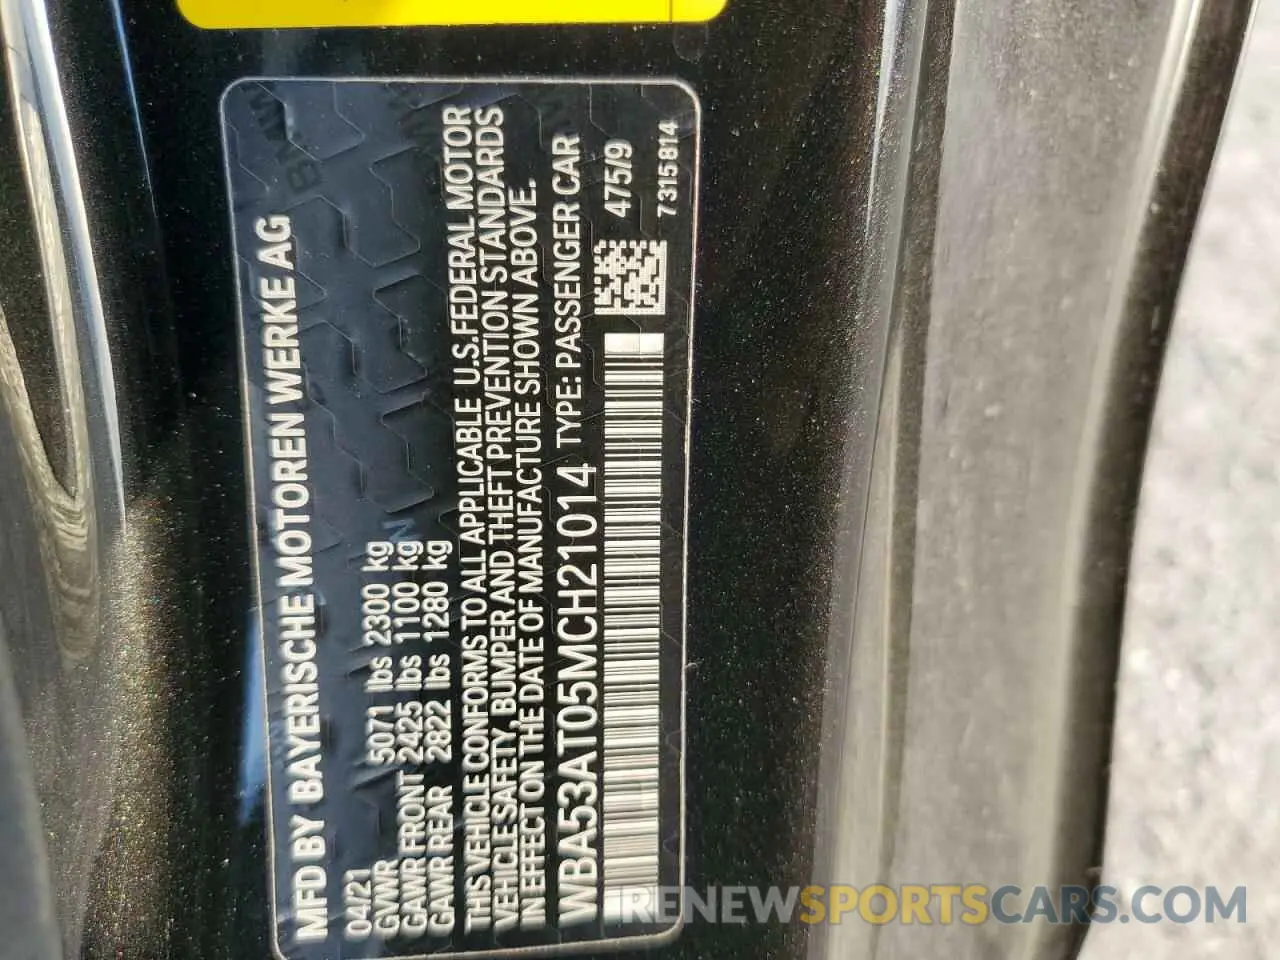 MFD BY BAYERISCHE MOTOREN WERKE AG
04/21
GVWR 5071 lbs 2300 kg
GAWR FRONT 2425 lbs 1100 kg
GAWR REAR 2822 lbs 1280 kg
THIS VEHICLE CONFORMS TO ALL APPLICABLE U.S.FEDERAL MOTOR
VEHICLE SAFETY, BUMPER AND THEFT PREVENTION STANDARDS
IN EFFECT ON THE DATE OF MANUFACTURE SHOWN ABOVE.
WBA53AT05MCH21014 TYPE: PASSENGER CAR
475/9
7315814
BMW
RENEWSPORTSCARS.COM